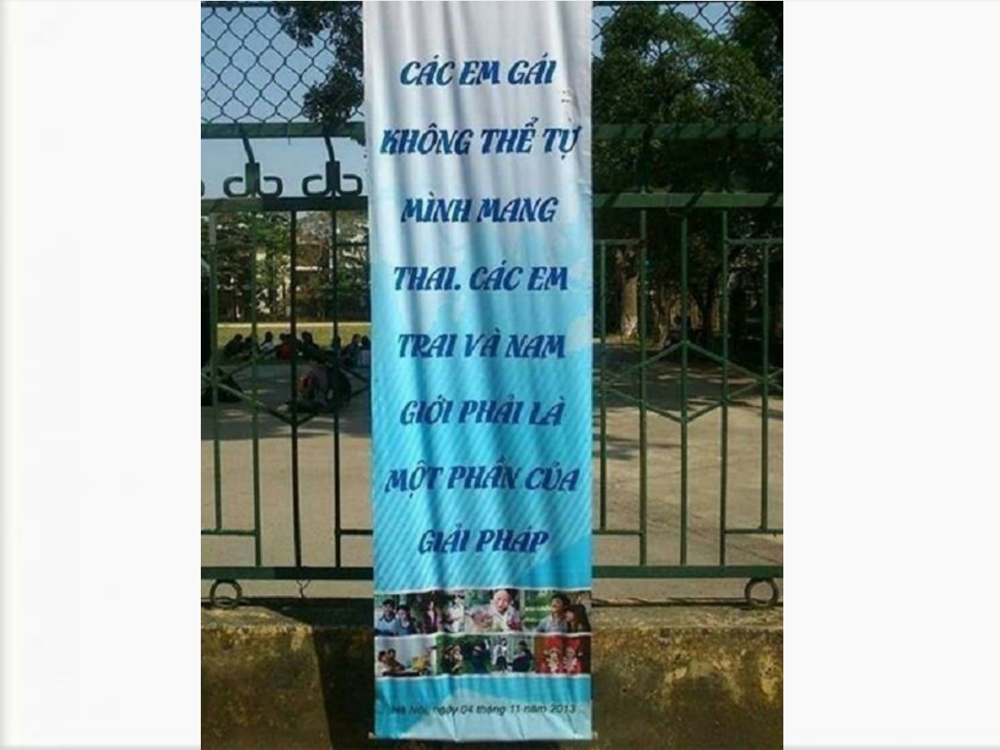 CÁC EM GÁI
KHÔNG THỂ TỰ
MÌNH MANG
THAI. CÁC EM
TRAI VÀ NAM
GIỚI PHẢI LÀ
MỘT PHẦN CỦA
GIẢI PHÁP
Hà Nội, ngày 04 tháng 11 năm 2013